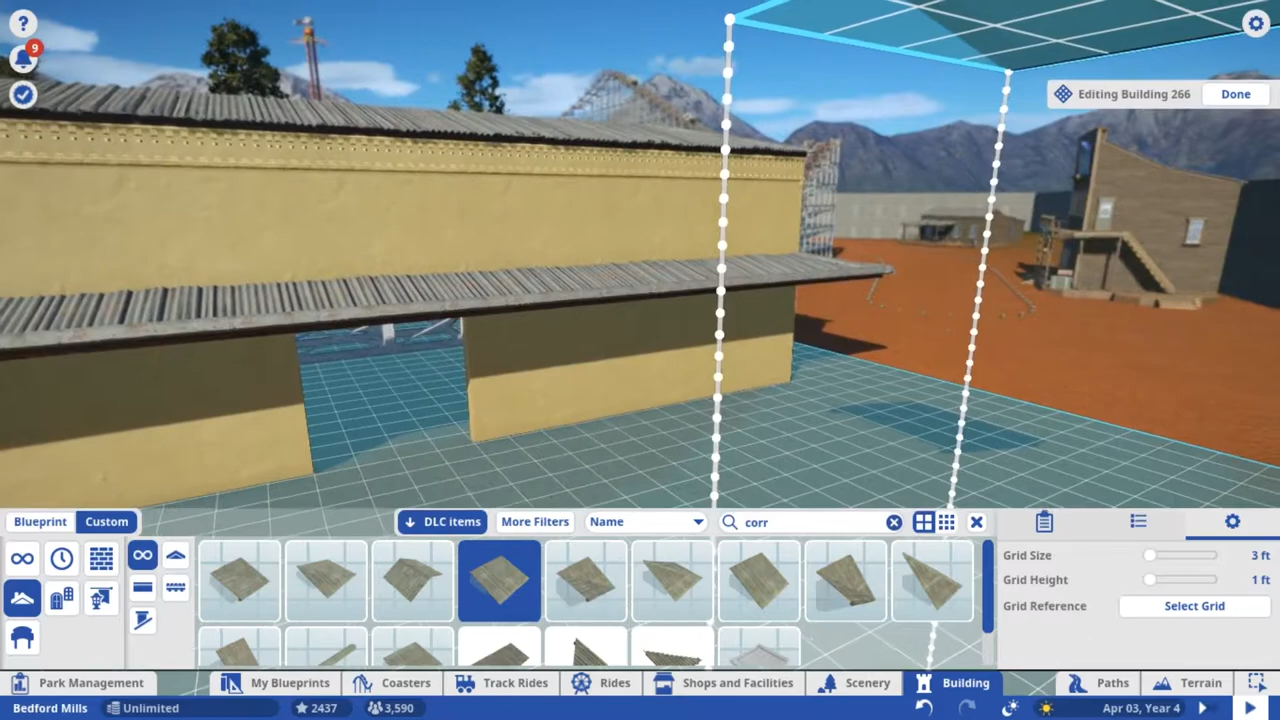 ?
9
Editing Building 266 Done
Blueprint Custom DLC items More Filters Name corr
Grid Size 3 ft
Grid Height 1 ft
Grid Reference Select Grid
Park Management My Blueprints Coasters Track Rides Rides Shops and Facilities Scenery Building Paths Terrain
Bedford Mills Unlimited 2437 3,590 Apr 03, Year 4